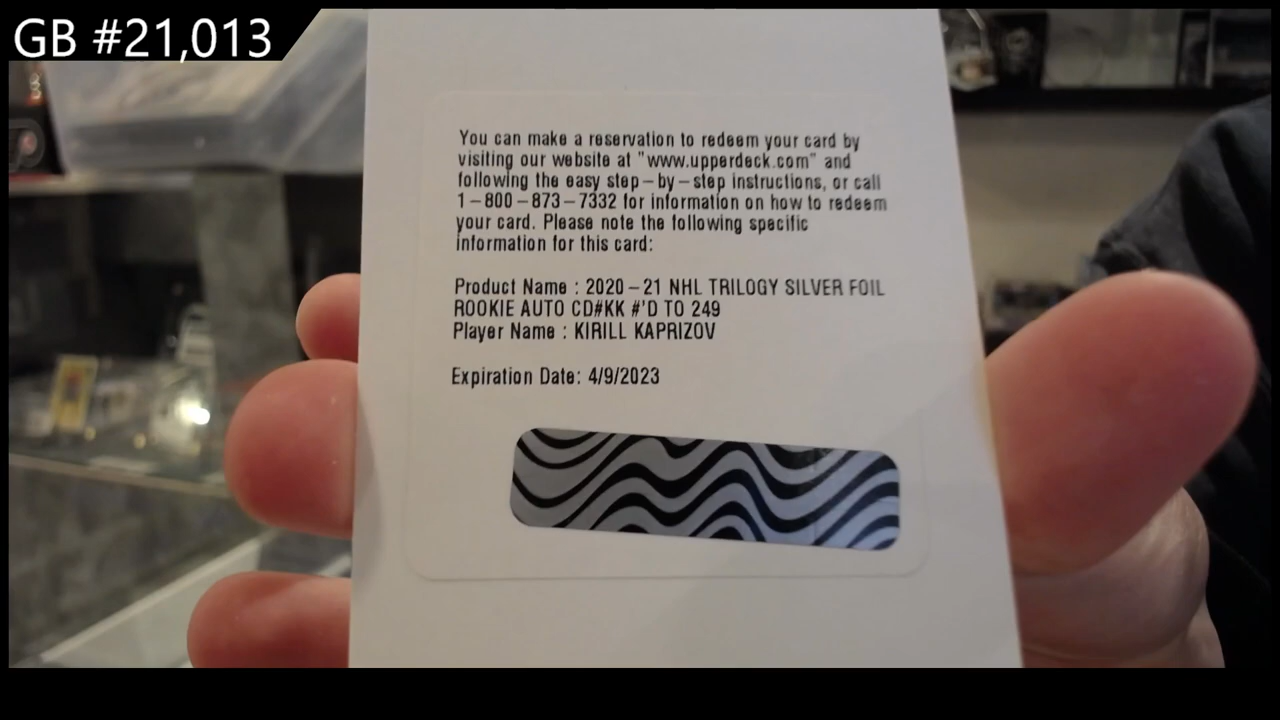 GB #21,013
You can make a reservation to redeem your card by
visiting our website at "www.upperdeck.com" and
following the easy step-by-step instructions, or call
1-800-873-7332 for information on how to redeem
your card. Please note the following specific
information for this card:
Product Name : 2020-21 NHL TRILOGY SILVER FOIL
ROOKIE AUTO CD#KK #'D TO 249
Player Name : KIRILL KAPRIZOV
Expiration Date: 4/9/2023